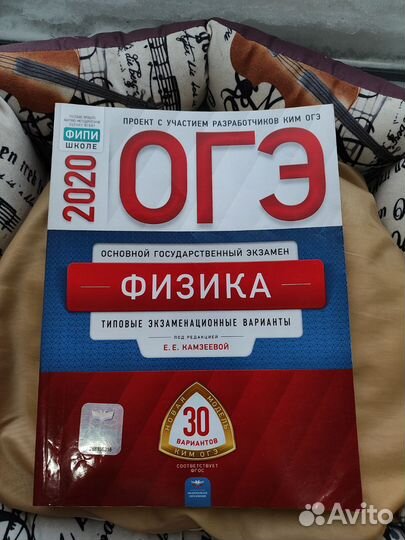 ФИПИ
ШКОЛЕ
ПРОЕКТ С УЧАСТИЕМ РАЗРАБОТЧИКОВ КИМ ОГЭ
2020
ОГЭ
ОСНОВНОЙ ГОСУДАРСТВЕННЫЙ ЭКЗАМЕН
ФИЗИКА
ТИПОВЫЕ ЭКЗАМЕНАЦИОННЫЕ ВАРИАНТЫ
ПОД РЕДАКЦИЕЙ
Е. Е. КАМЗЕЕВОЙ
НОВАЯ МОДЕЛЬ
30
ВАРИАНТОВ
КИМ ОГЭ
СООТВЕТСТВУЕТ
ФГОС
Avito